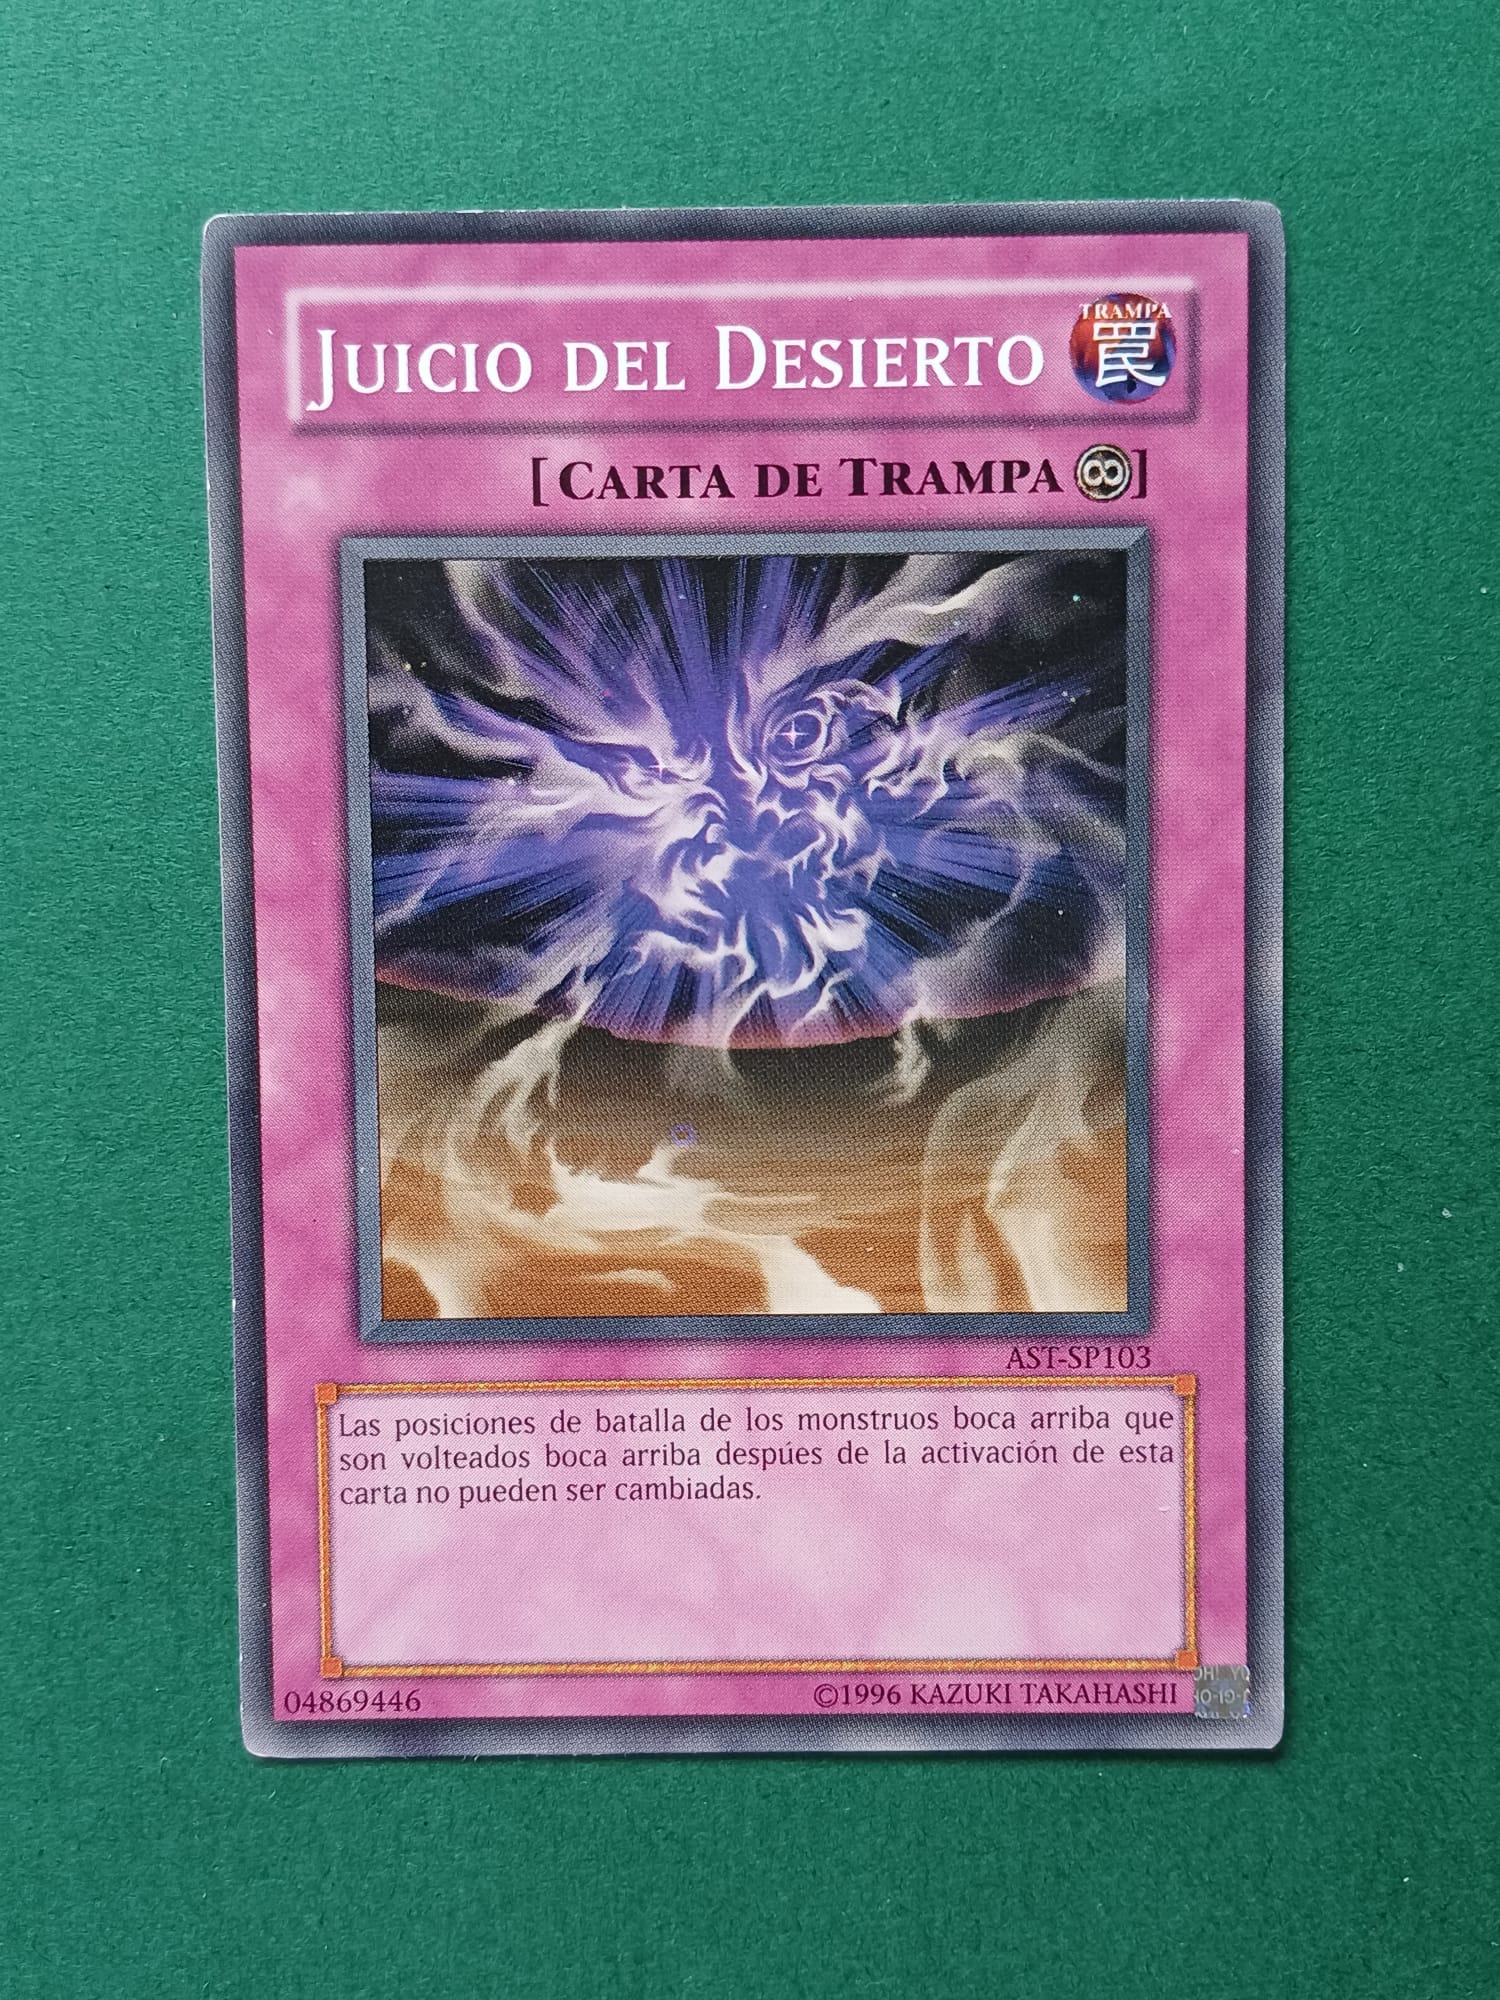 JUICIO DEL DESIERTO
TRAMPA
罠
[CARTA DE TRAMPA ]
AST-SP103
Las posiciones de batalla de los monstruos boca arriba que
son volteados boca arriba despúes de la activación de esta
carta no pueden ser cambiadas.
04869446
©1996 KAZUKI TAKAHASHI